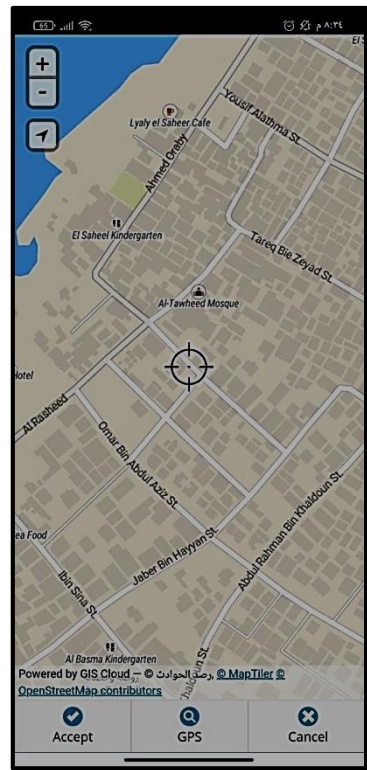 65
٨:٣٤ م
+
-
Yousif Alathma St.
Lyaly el Saheer Cafe
Ahmed Oraby
El Saheel Kindergarten
Tareq Bie Zeyad St.
Al-Tawheed Mosque
Hotel
Al Rasheed
Omar Bin Abdul Aziz St.
ea Food
Jaber Bin Hayyan St.
Abdul Rahman Bin Khaldoun St.
Ibin Sina St.
Al Basma Kindergarten
Powered by GIS Cloud — © رصد الحوادث, © MapTiler ©
OpenStreetMap contributors
Accept
GPS
Cancel